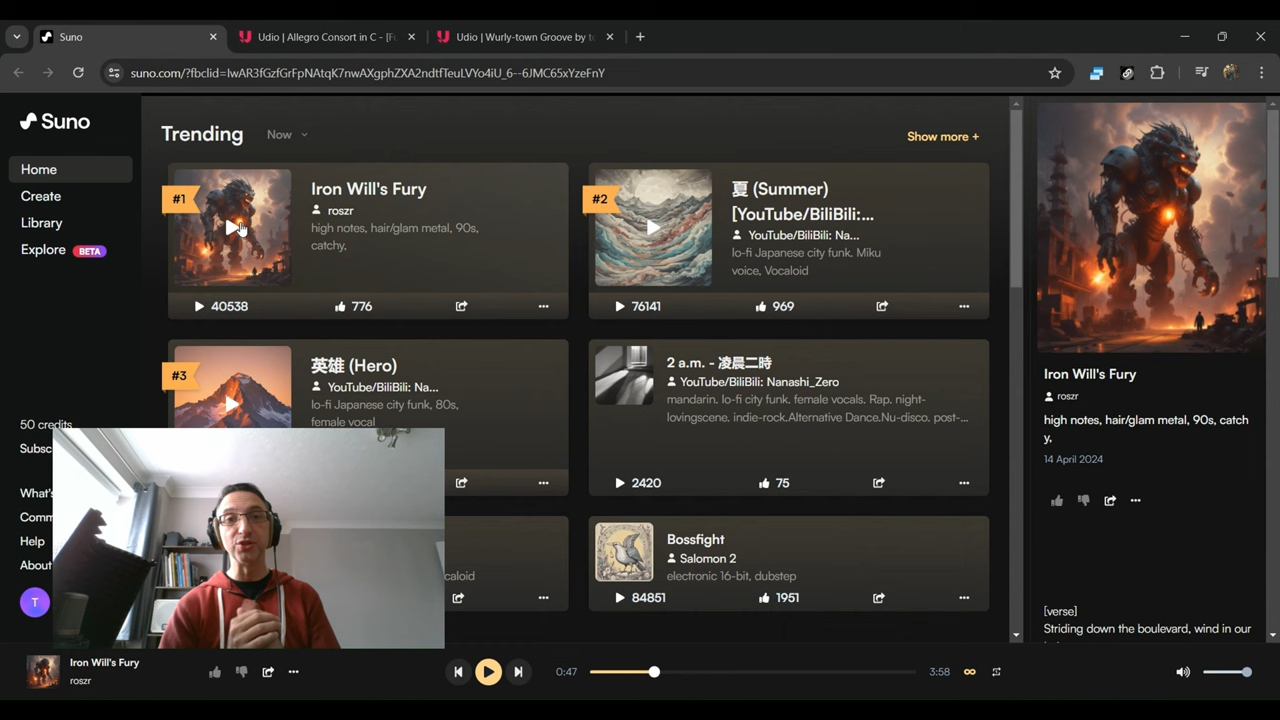 Suno
Udio | Allegro Consort in C - [F
Udio | Wurly-town Groove by t
suno.com/?fbclid=IwAR3fGzfGrFpNAtqK7nwAXgphZXA2ndtfTeuLVYo4iU_6--6JMC65xYzeFnY
Suno
Home
Create
Library
Explore BETA
50 credits
Subsc
What's
Comm
Help
About
T
Trending
Now
Show more +
#1
Iron Will's Fury
roszr
high notes, hair/glam metal, 90s,
catchy,
40538
776
#2
夏 (Summer)
[YouTube/BiliBili:...
YouTube/BiliBili: Na...
lo-fi Japanese city funk. Miku
voice, Vocaloid
76141
969
#3
英雄 (Hero)
YouTube/BiliBili: Na...
lo-fi Japanese city funk, 80s,
female vocal
2 a.m. - 凌晨二時
YouTube/BiliBili: Nanashi_Zero
mandarin. lo-fi city funk. female vocals. Rap. night-
lovingscene. indie-rock.Alternative Dance.Nu-disco. post-...
2420
75
caloid
Bossfight
Salomon 2
electronic 16-bit, dubstep
84851
1951
Iron Will's Fury
roszr
high notes, hair/glam metal, 90s, catch
y,
14 April 2024
[verse]
Striding down the boulevard, wind in our
Iron Will's Fury
roszr
0:47
3:58